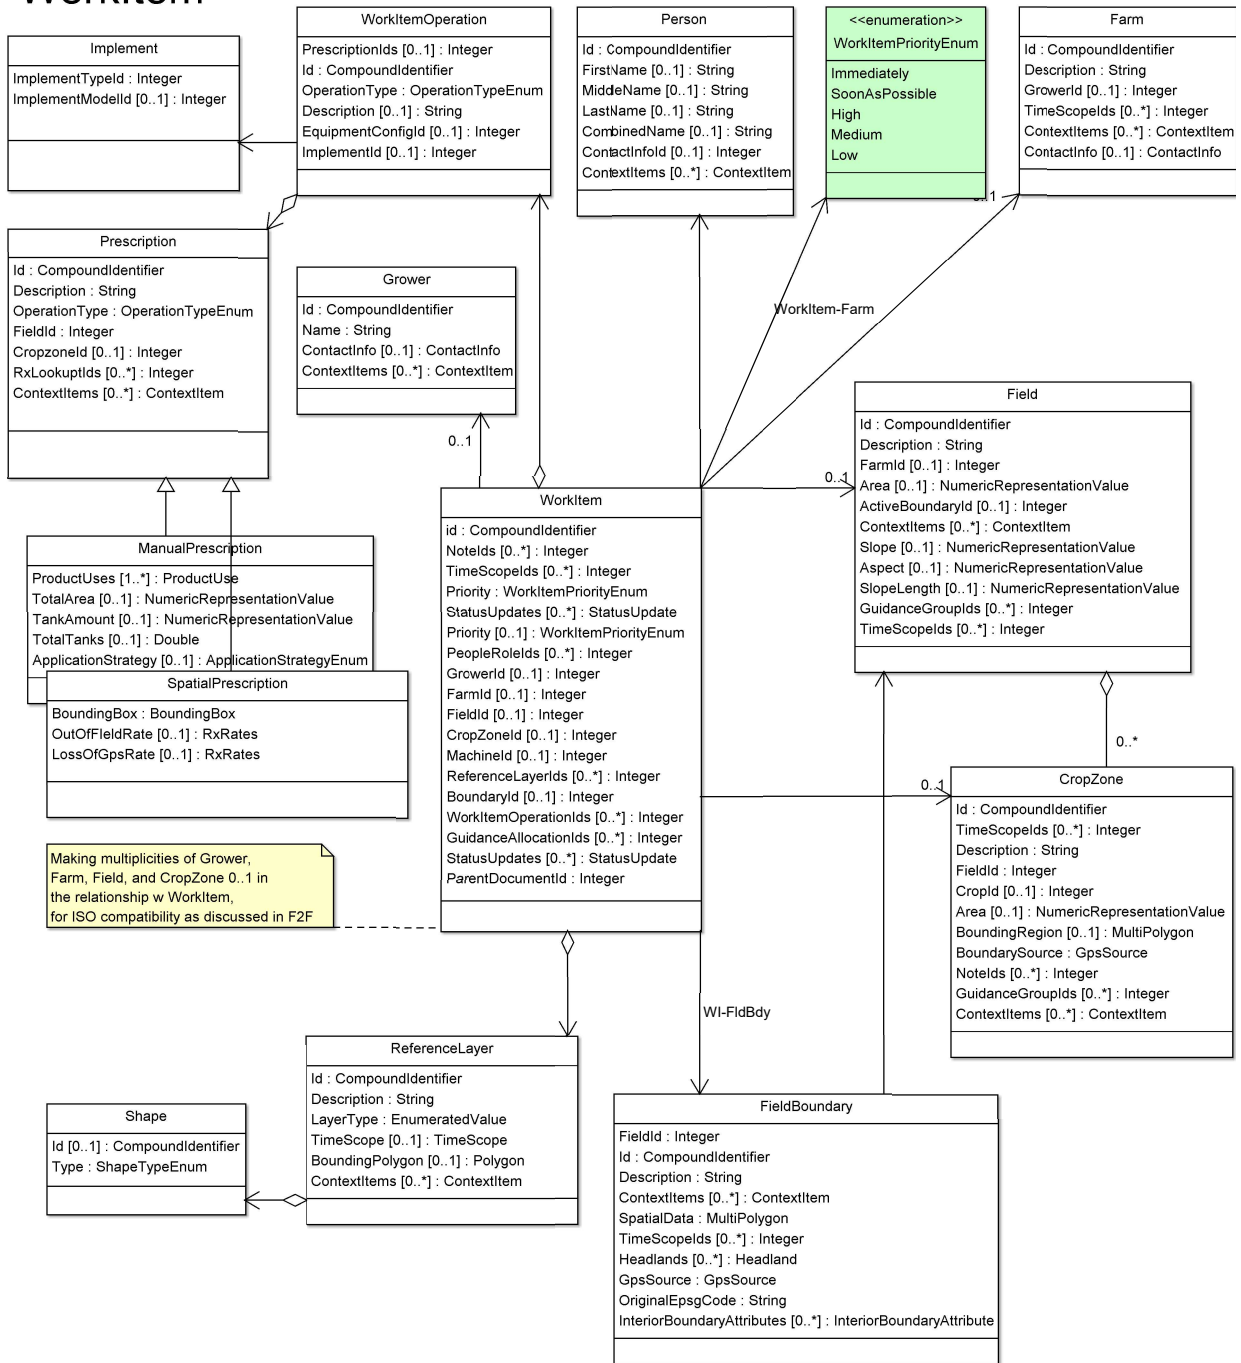 WorkItem
Implement
ImplementTypeId : Integer
ImplementModelId [0..1] : Integer
WorkItemOperation
PrescriptionIds [0..1] : Integer
Id : CompoundIdentifier
OperationType : OperationTypeEnum
Description [0..1] : String
EquipmentConfigId [0..1] : Integer
ImplementId [0..1] : Integer
Person
Id : CompoundIdentifier
FirstName [0..1] : String
MiddleName [0..1] : String
LastName [0..1] : String
CombinedName [0..1] : String
ContactInfoId [0..1] : Integer
ContextItems [0..*] : ContextItem
<<enumeration>>
WorkItemPriorityEnum
Immediately
SoonAsPossible
High
Medium
Low
Farm
Id : CompoundIdentifier
Description : String
GrowerId [0..1] : Integer
TimeScopeIds [0..*] : Integer
ContextItems [0..*] : ContextItem
ContactInfo [0..1] : ContactInfo
0..1
Prescription
Id : CompoundIdentifier
Description : String
OperationType : OperationTypeEnum
FieldId : Integer
CropzoneId [0..1] : Integer
RxLookuptIds [0..*] : Integer
ContextItems [0..*] : ContextItem
Grower
Id : CompoundIdentifier
Name : String
ContactInfo [0..1] : ContactInfo
ContextItems [0..*] : ContextItem
0..1
WorkItem-Farm
Field
Id : CompoundIdentifier
Description : String
FarmId [0..1] : Integer
Area [0..1] : NumericRepresentationValue
ActiveBoundaryId [0..1] : Integer
ContextItems [0..*] : ContextItem
Slope [0..1] : NumericRepresentationValue
Aspect [0..1] : NumericRepresentationValue
SlopeLength [0..1] : NumericRepresentationValue
GuidanceGroupIds [0..*] : Integer
TimeScopeIds [0..*] : Integer
0..1
WorkItem
id : CompoundIdentifier
NoteIds [0..*] : Integer
TimeScopeIds [0..*] : Integer
Priority : WorkItemPriorityEnum
StatusUpdates [0..*] : StatusUpdate
Priority [0..1] : WorkItemPriorityEnum
PeopleRoleIds [0..*] : Integer
GrowerId [0..1] : Integer
FarmId [0..1] : Integer
FieldId [0..1] : Integer
CropZoneId [0..1] : Integer
MachineId [0..1] : Integer
ReferenceLayerIds [0..*] : Integer
BoundaryId [0..1] : Integer
WorkItemOperationIds [0..*] : Integer
GuidanceAllocationIds [0..*] : Integer
StatusUpdates [0..*] : StatusUpdate
ParentDocumentId : Integer
ManualPrescription
ProductUses [1..*] : ProductUse
TotalArea [0..1] : NumericRepresentationValue
TankAmount [0..1] : NumericRepresentationValue
TotalTanks [0..1] : Double
ApplicationStrategy [0..1] : ApplicationStrategyEnum
SpatialPrescription
BoundingBox : BoundingBox
OutOfFIeldRate [0..1] : RxRates
LossOfGpsRate [0..1] : RxRates
0..*
0..1
CropZone
Id : CompoundIdentifier
TimeScopeIds [0..*] : Integer
Description : String
FieldId : Integer
CropId [0..1] : Integer
Area [0..1] : NumericRepresentationValue
BoundingRegion [0..1] : MultiPolygon
BoundarySource : GpsSource
NoteIds [0..*] : Integer
GuidanceGroupIds [0..*] : Integer
ContextItems [0..*] : ContextItem
Making multiplicities of Grower,
Farm, Field, and CropZone 0..1 in
the relationship w WorkItem,
for ISO compatibility as discussed in F2F
WI-FldBdy
ReferenceLayer
Id : CompoundIdentifier
Description : String
LayerType : EnumeratedValue
TimeScope [0..1] : TimeScope
BoundingPolygon [0..1] : Polygon
ContextItems [0..*] : ContextItem
Shape
Id [0..1] : CompoundIdentifier
Type : ShapeTypeEnum
FieldBoundary
FieldId : Integer
Id : CompoundIdentifier
Description : String
ContextItems [0..*] : ContextItem
SpatialData : MultiPolygon
TimeScopeIds [0..*] : Integer
Headlands [0..*] : Headland
GpsSource : GpsSource
OriginalEpsgCode : String
InteriorBoundaryAttributes [0..*] : InteriorBoundaryAttribute